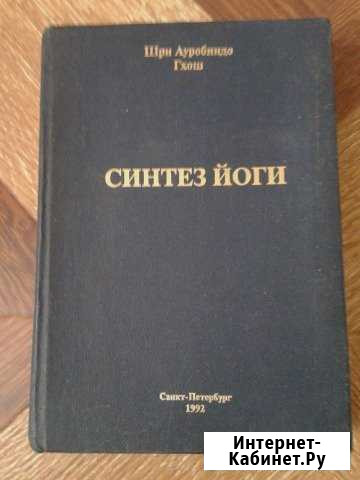 Шри Ауробиндо
Гхош
СИНТЕЗ ЙОГИ
Санкт-Петербург
1992
Интернет-
Кабинет.Ру